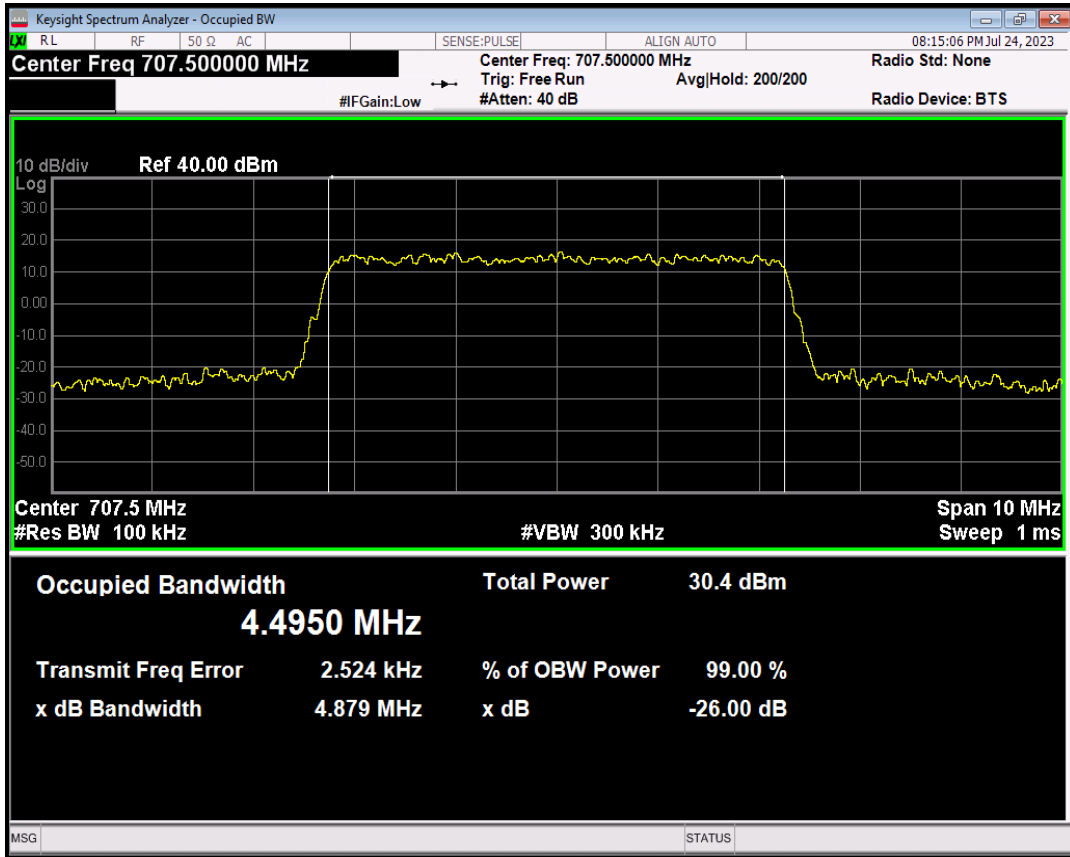 Keysight Spectrum Analyzer - Occupied BW
LXI RL RF 50 Ω AC SENSE:PULSE ALIGN AUTO 08:15:06 PM Jul 24, 2023
Center Freq 707.500000 MHz Center Freq: 707.500000 MHz Radio Std: None
Trig: Free Run Avg|Hold: 200/200
#IFGain:Low #Atten: 40 dB Radio Device: BTS
10 dB/div Ref 40.00 dBm
Log
30.0
20.0
10.0
0.00
-10.0
-20.0
-30.0
-40.0
-50.0
Center 707.5 MHz Span 10 MHz
#Res BW 100 kHz #VBW 300 kHz Sweep 1 ms
Occupied Bandwidth Total Power 30.4 dBm
4.4950 MHz
Transmit Freq Error 2.524 kHz % of OBW Power 99.00 %
x dB Bandwidth 4.879 MHz x dB -26.00 dB
MSG STATUS